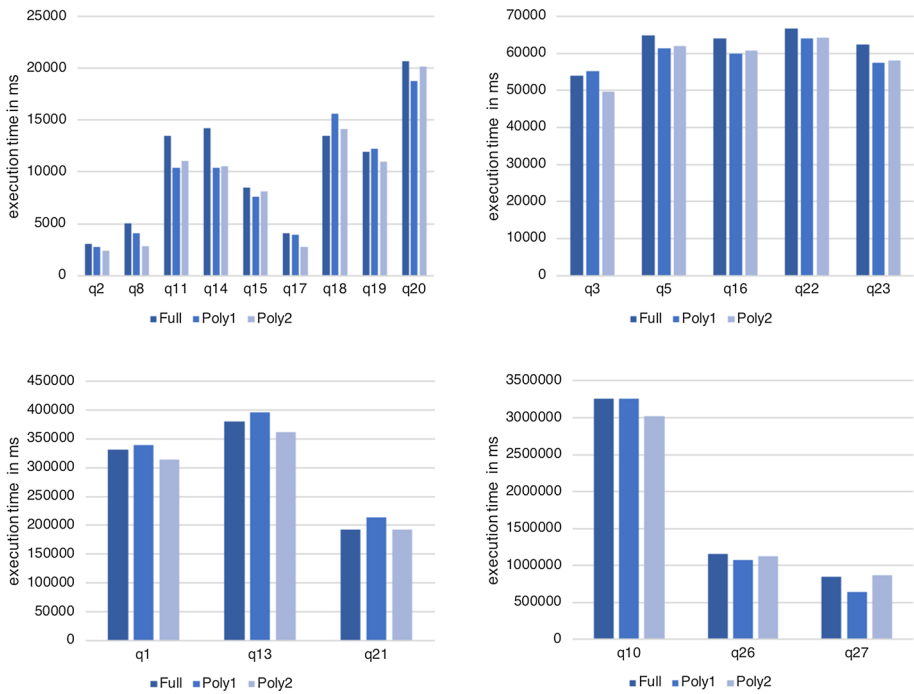 25000
20000
15000
10000
5000
0
execution time in ms
q2 q8 q11 q14 q15 q17 q18 q19 q20
Full Poly1 Poly2
70000
60000
50000
40000
30000
20000
10000
0
execution time in ms
q3 q5 q16 q22 q23
Full Poly1 Poly2
450000
400000
350000
300000
250000
200000
150000
100000
50000
0
execution time in ms
q1 q13 q21
Full Poly1 Poly2
3500000
3000000
2500000
2000000
1500000
1000000
500000
0
execution time in ms
q10 q26 q27
Full Poly1 Poly2